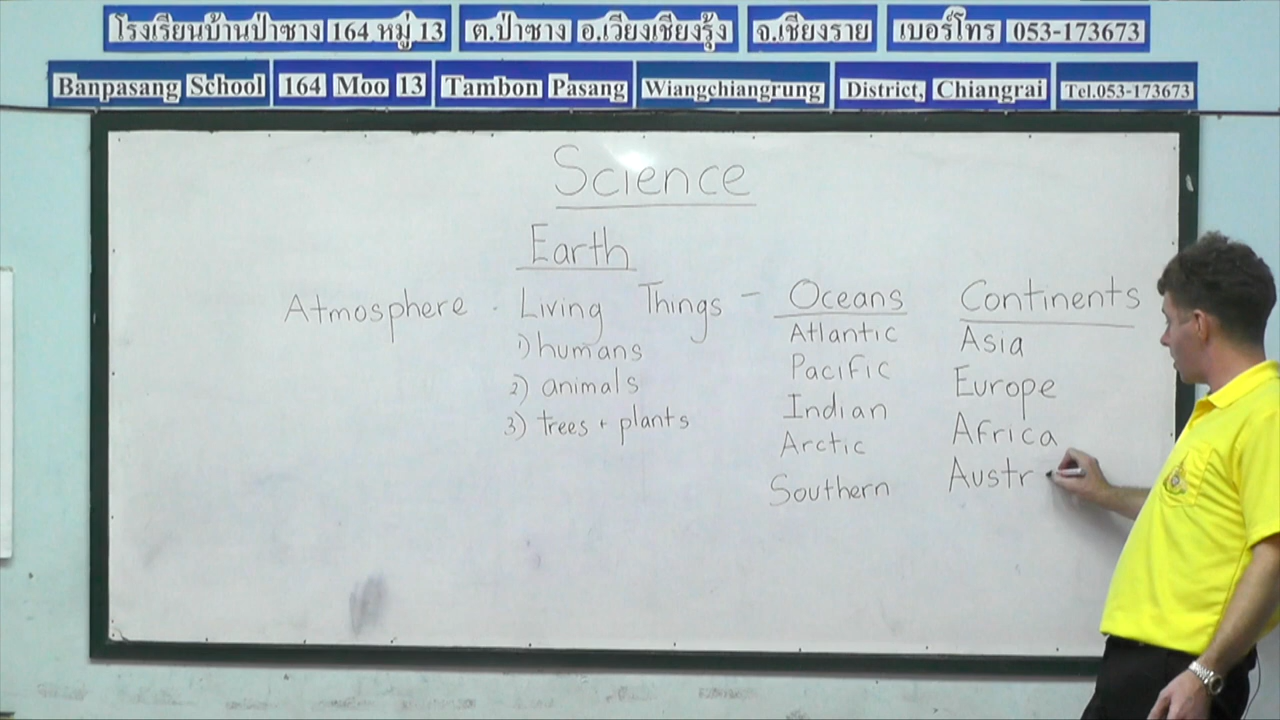 โรงเรียนบ้านป่าซาง 164 หมู่ 13 ต.ป่าซาง อ.เวียงเชียงรุ้ง จ.เชียงราย เบอร์โทร 053-173673
Banpasang School 164 Moo 13 Tambon Pasang Wiangchiangrung District, Chiangrai Tel.053-173673
Science
Earth
Atmosphere - Living Things - Oceans Continents
1) humans Atlantic Asia
2) animals Pacific Europe
3) trees + plants Indian Africa
Arctic Austr
Southern